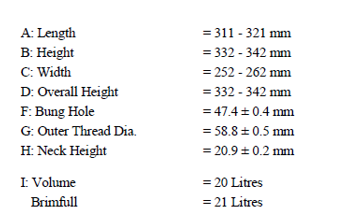 A: Length = 311 - 321 mm
B: Height = 332 - 342 mm
C: Width = 252 - 262 mm
D: Overall Height = 332 - 342 mm
F: Bung Hole = 47.4 ± 0.4 mm
G: Outer Thread Dia. = 58.8 ± 0.5 mm
H: Neck Height = 20.9 ± 0.2 mm
I: Volume = 20 Litres
Brimfull = 21 Litres